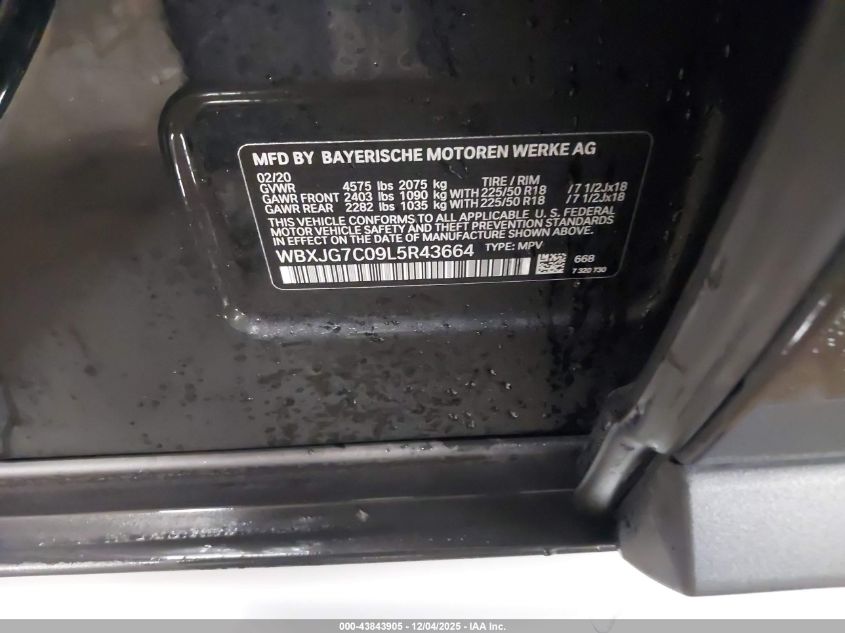 MFD BY BAYERISCHE MOTOREN WERKE AG
02/20 TIRE / RIM
GVWR 4575 lbs 2075 kg
GAWR FRONT 2403 lbs 1090 kg WITH 225/50 R18 / 7 1/2Jx18
GAWR REAR 2282 lbs 1035 kg WITH 225/50 R18 / 7 1/2Jx18
THIS VEHICLE CONFORMS TO ALL APPLICABLE U. S. FEDERAL
MOTOR VEHICLE SAFETY AND THEFT PREVENTION STANDARDS
IN EFFECT ON THE DATE OF MANUFACTURE SHOWN ABOVE.
WBXJG7C09L5R43664 TYPE: MPV
668
7 320 730
000-43843905 - 12/04/2025 - IAA Inc.